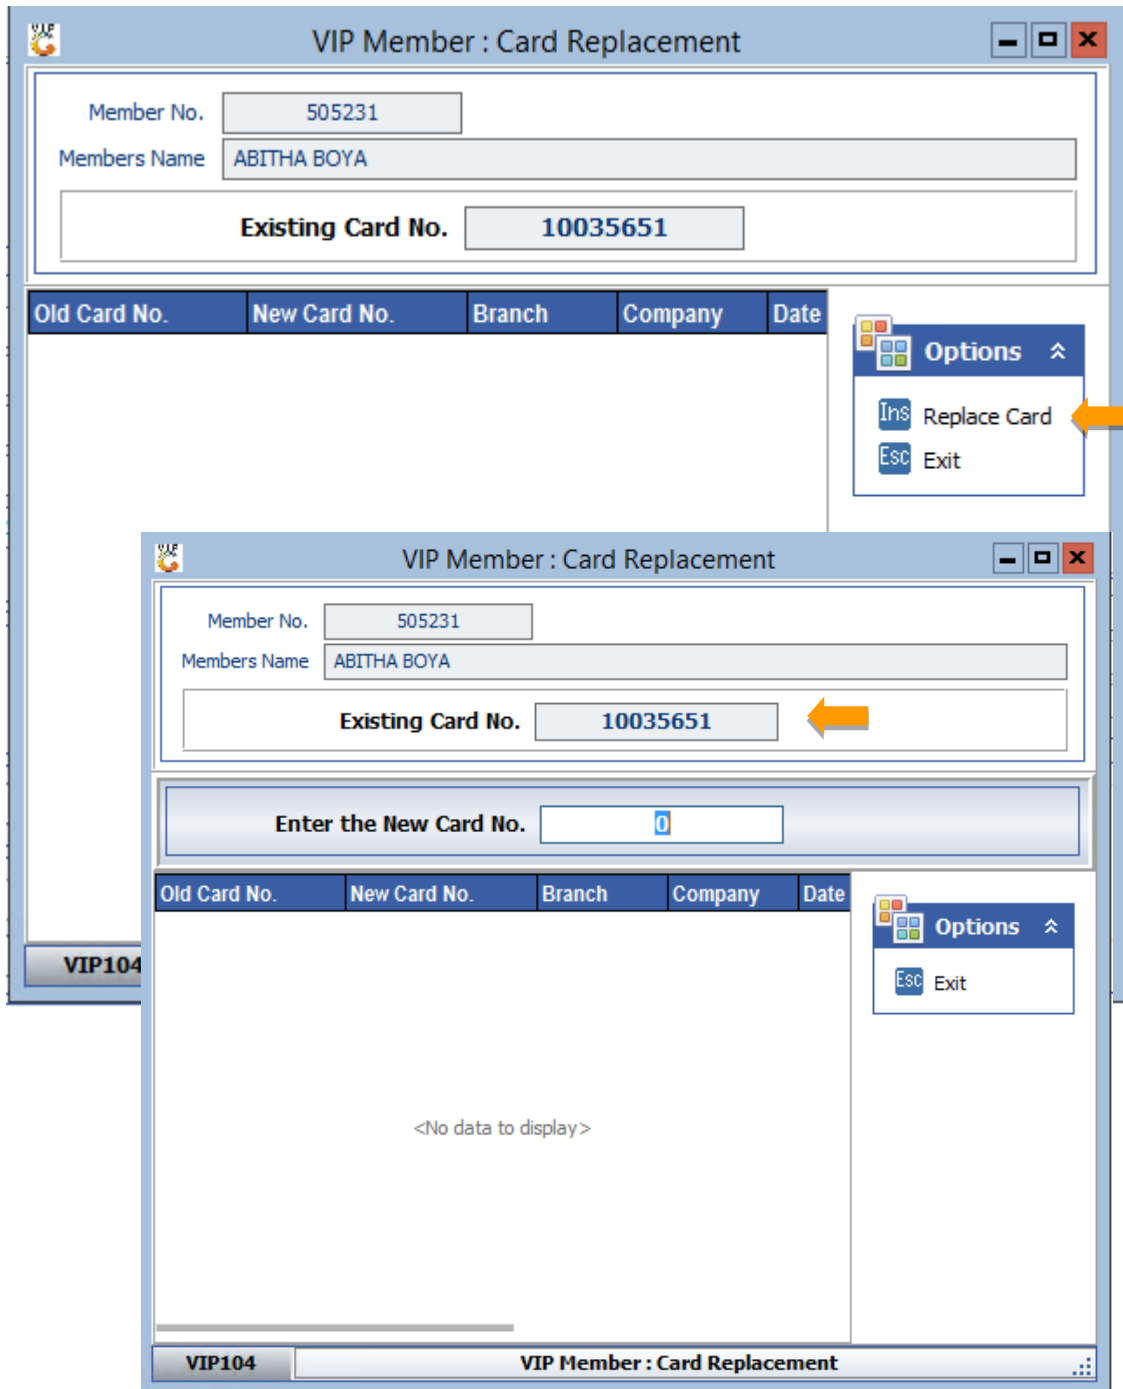 VIP Member : Card Replacement
Member No. 505231
Members Name ABITHA BOYA
Existing Card No. 10035651
Old Card No. New Card No. Branch Company Date
Options
Ins Replace Card
Esc Exit
VIP104
VIP Member : Card Replacement
Member No. 505231
Members Name ABITHA BOYA
Existing Card No. 10035651
Enter the New Card No. 0
Old Card No. New Card No. Branch Company Date
Options
Esc Exit
<No data to display>
VIP104 VIP Member : Card Replacement